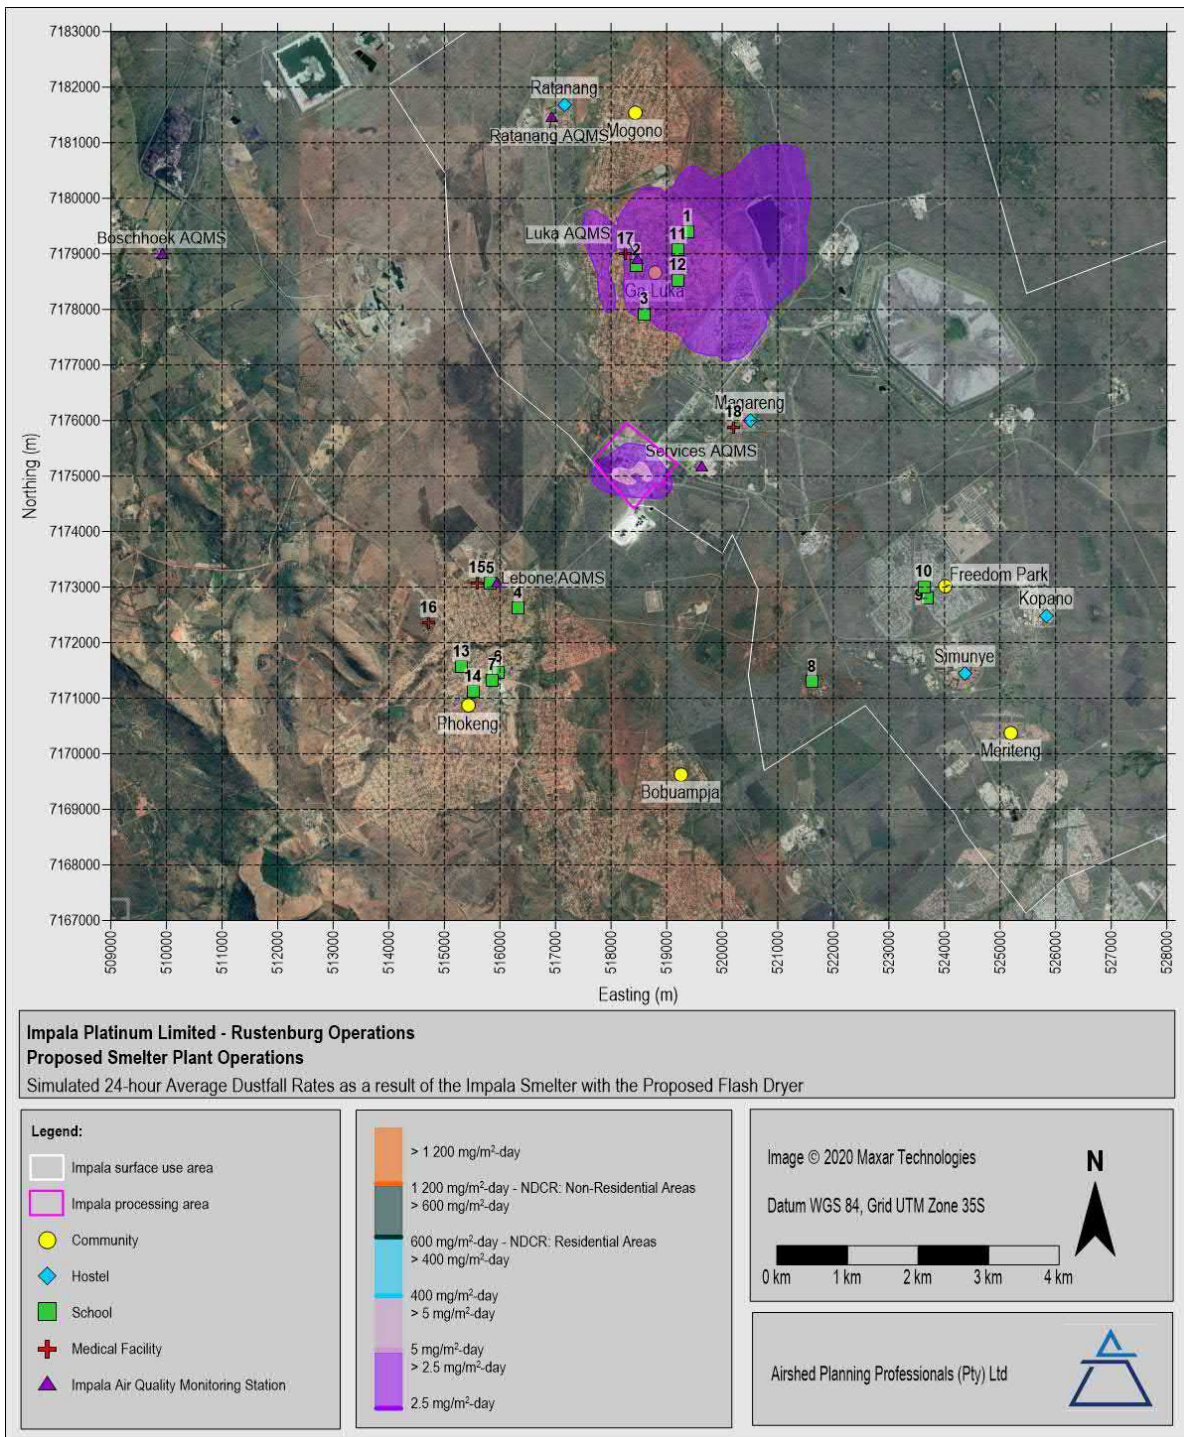 7183000
7182000
7181000
7180000
7179000
7178000
7177000
7176000
7175000
7174000
7173000
7172000
7171000
7170000
7169000
7168000
7167000
Northing (m)
Ratanang
Ratanang AQMS
Mogono
Boschhoek AQMS
Luka AQMS
1
17
11
2
12
Ga Luka
3
Magareng
18
Services AQMS
155
Lebone AQMS
4
16
10
Freedom Park
9
Kopano
13
6
7
14
Phokeng
8
Simunye
Meriteng
Bobuampja
509000
510000
511000
512000
513000
514000
515000
516000
517000
518000
519000
520000
521000
522000
523000
524000
525000
526000
527000
528000
Easting (m)
Impala Platinum Limited - Rustenburg Operations
Proposed Smelter Plant Operations
Simulated 24-hour Average Dustfall Rates as a result of the Impala Smelter with the Proposed Flash Dryer
Legend:
Impala surface use area
Impala processing area
Community
Hostel
School
Medical Facility
Impala Air Quality Monitoring Station
> 1 200 mg/m²-day
1 200 mg/m²-day - NDCR: Non-Residential Areas
> 600 mg/m²-day
600 mg/m²-day - NDCR: Residential Areas
> 400 mg/m²-day
400 mg/m²-day
> 5 mg/m²-day
5 mg/m²-day
> 2.5 mg/m²-day
2.5 mg/m²-day
Image © 2020 Maxar Technologies
Datum WGS 84, Grid UTM Zone 35S
N
0 km 1 km 2 km 3 km 4 km
Airshed Planning Professionals (Pty) Ltd